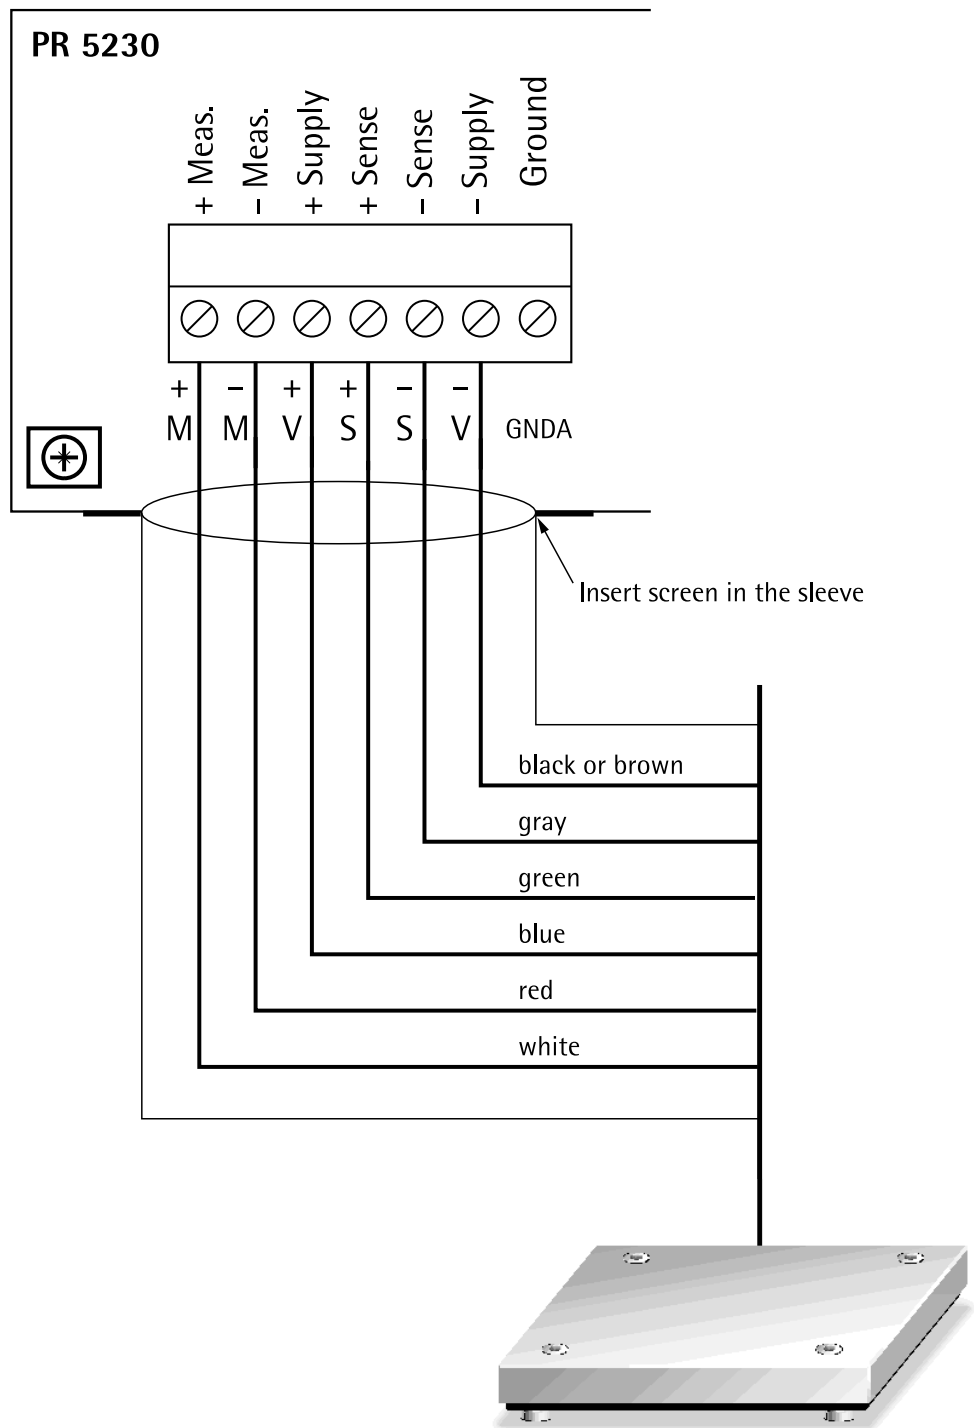 PR 5230
+ Meas.
– Meas.
+ Supply
+ Sense
– Sense
– Supply
Ground
+ – + + – –
M M V S S V GNDA
Insert screen in the sleeve
black or brown
gray
green
blue
red
white